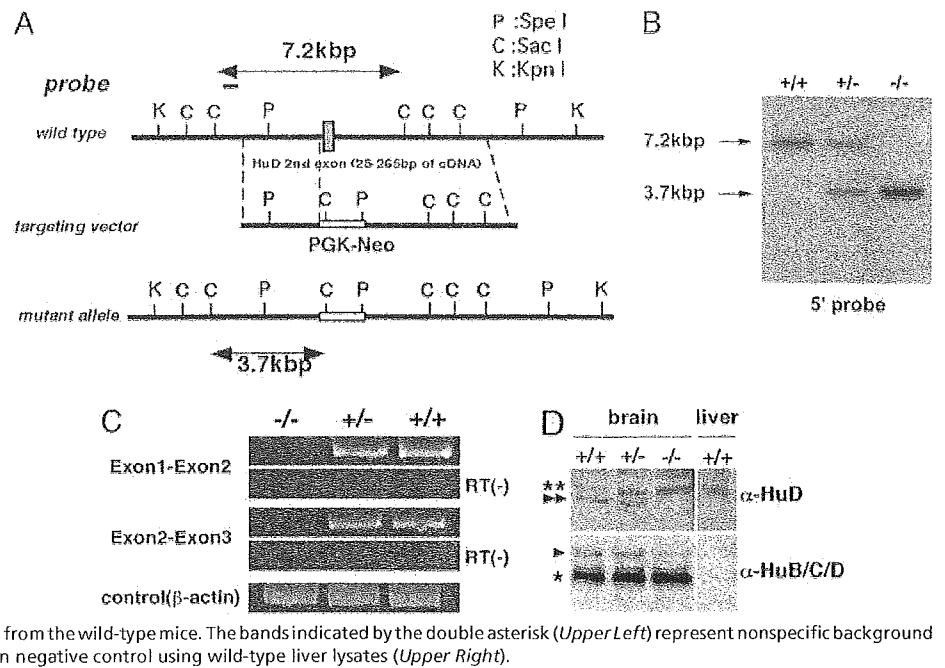 A
7.2kbp
P :Spe I
C :Sac I
K :Kpn I
probe
K C C P C C C P K
wild type
HuD 2nd exon (25-265bp of cDNA)
P C P C C C
targeting vector
PGK-Neo
K C C P C P C C C P K
mutant allele
3.7kbp
B
+/+ +/- -/-
7.2kbp
3.7kbp
5' probe
C
-/- +/- +/+
Exon1-Exon2
RT(-)
Exon2-Exon3
RT(-)
control(β-actin)
D
brain liver
+/+ +/- -/- +/+
**
α-HuD
*
α-HuB/C/D
from the wild-type mice. The bands indicated by the double asterisk (Upper Left) represent nonspecific background
n negative control using wild-type liver lysates (Upper Right).